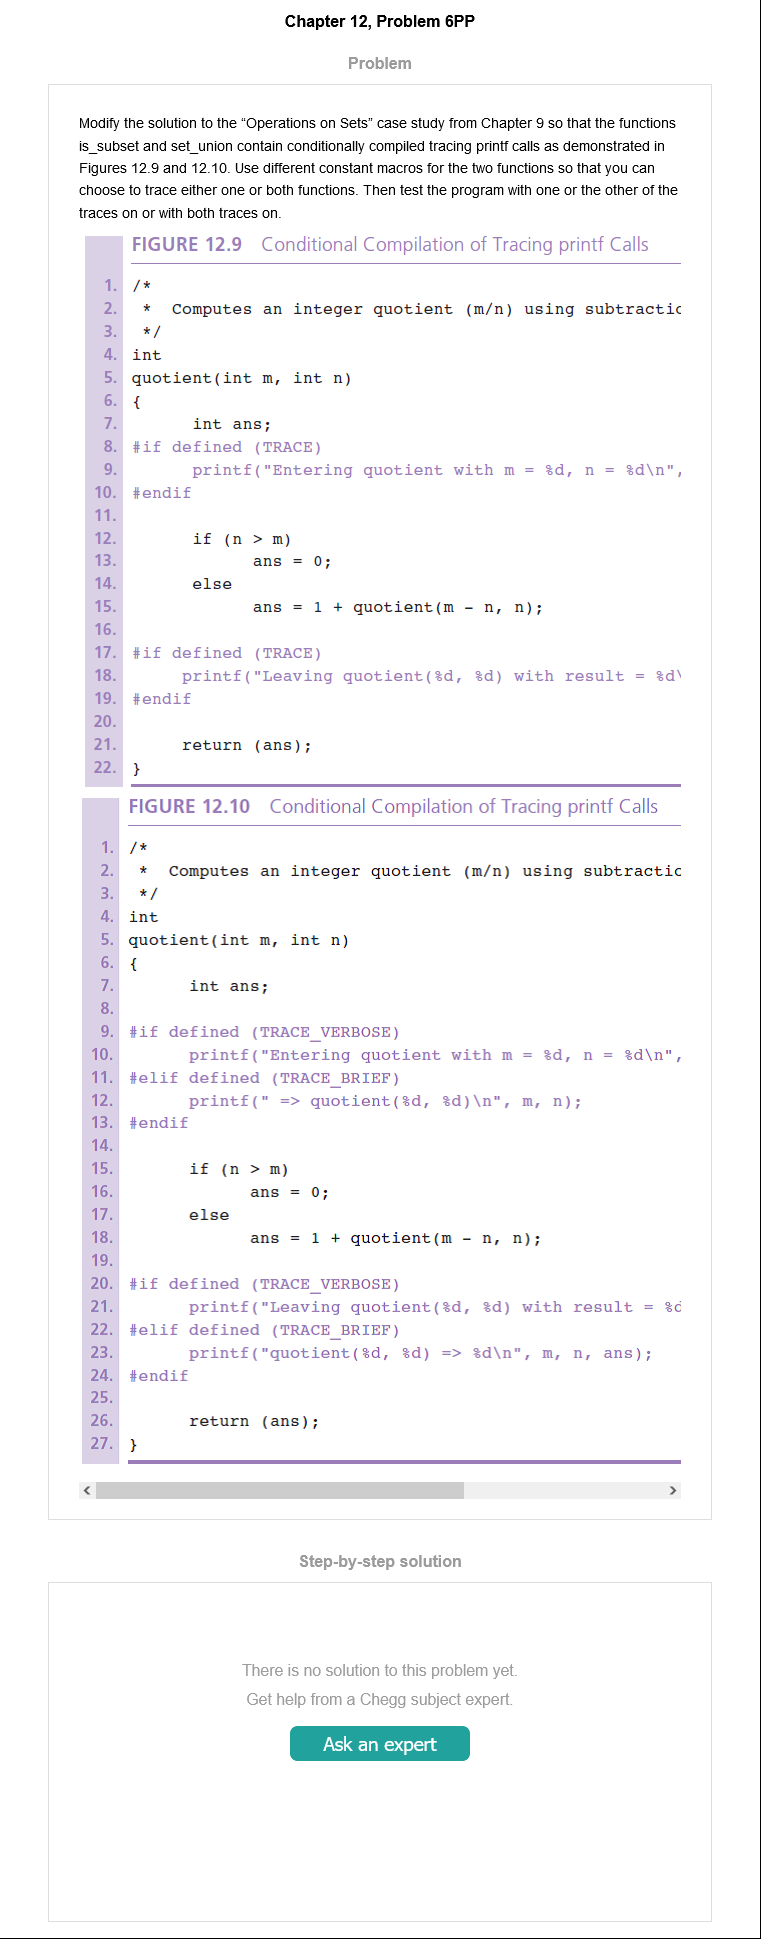 Chapter 12, Problem 6PP
Problem
Modify the solution to the “Operations on Sets” case study from Chapter 9 so that the functions
is_subset and set_union contain conditionally compiled tracing printf calls as demonstrated in
Figures 12.9 and 12.10. Use different constant macros for the two functions so that you can
choose to trace either one or both functions. Then test the program with one or the other of the
traces on or with both traces on.
FIGURE 12.9 Conditional Compilation of Tracing printf Calls
1. /*
2. * Computes an integer quotient (m/n) using subtractic
3. */
4. int
5. quotient(int m, int n)
6. {
7. int ans;
8. #if defined (TRACE)
9. printf("Entering quotient with m = %d, n = %d\n",
10. #endif
11.
12. if (n > m)
13. ans = 0;
14. else
15. ans = 1 + quotient(m - n, n);
16.
17. #if defined (TRACE)
18. printf("Leaving quotient(%d, %d) with result = %d\
19. #endif
20.
21. return (ans);
22. }
FIGURE 12.10 Conditional Compilation of Tracing printf Calls
1. /*
2. * Computes an integer quotient (m/n) using subtractic
3. */
4. int
5. quotient(int m, int n)
6. {
7. int ans;
8.
9. #if defined (TRACE_VERBOSE)
10. printf("Entering quotient with m = %d, n = %d\n",
11. #elif defined (TRACE_BRIEF)
12. printf(" => quotient(%d, %d)\n", m, n);
13. #endif
14.
15. if (n > m)
16. ans = 0;
17. else
18. ans = 1 + quotient(m - n, n);
19.
20. #if defined (TRACE_VERBOSE)
21. printf("Leaving quotient(%d, %d) with result = %d
22. #elif defined (TRACE_BRIEF)
23. printf("quotient(%d, %d) => %d\n", m, n, ans);
24. #endif
25.
26. return (ans);
27. }
Step-by-step solution
There is no solution to this problem yet.
Get help from a Chegg subject expert.
Ask an expert